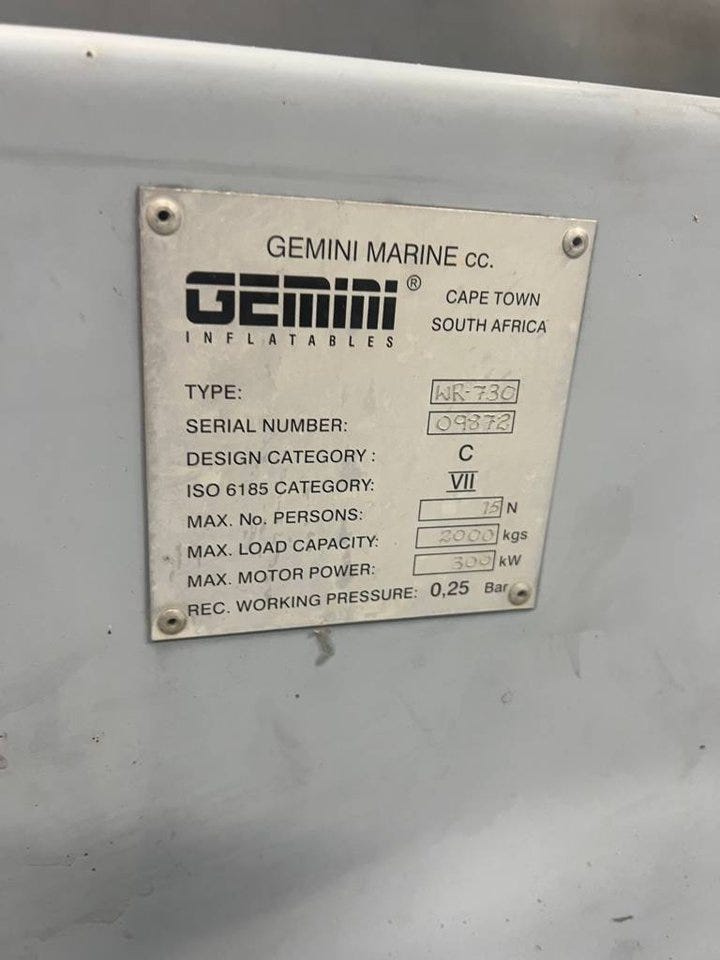 GEMINI MARINE cc.
GEMINI®
INFLATABLES
CAPE TOWN
SOUTH AFRICA
TYPE: WR-730
SERIAL NUMBER: 09872
DESIGN CATEGORY : C
ISO 6185 CATEGORY: VII
MAX. No. PERSONS: 15 N
MAX. LOAD CAPACITY: 2000 kgs
MAX. MOTOR POWER: 300 kW
REC. WORKING PRESSURE: 0,25 Bar